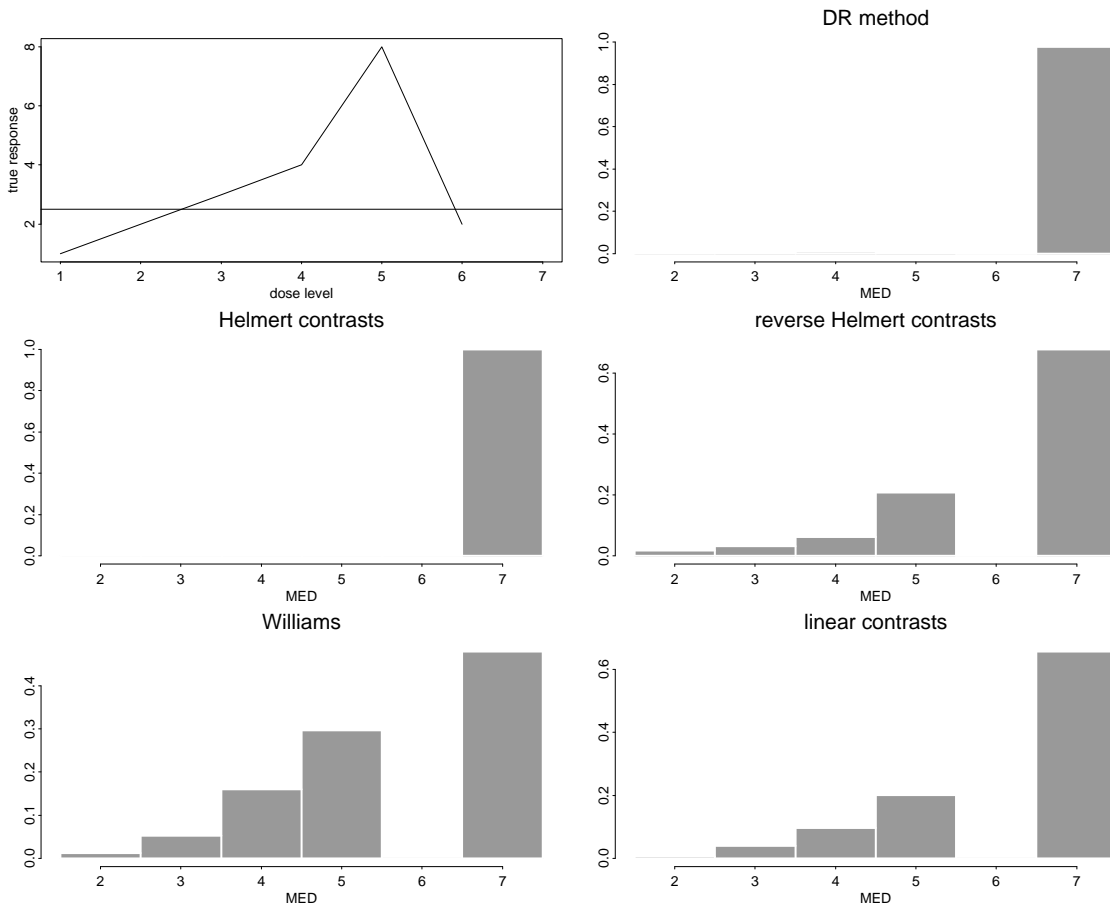 DR method
true response
2 4 6 8
1 2 3 4 5 6 7
dose level
0.0 0.2 0.4 0.6 0.8 1.0
2 3 4 5 6 7
MED
Helmert contrasts
0.0 0.2 0.4 0.6 0.8 1.0
2 3 4 5 6 7
MED
reverse Helmert contrasts
0.0 0.2 0.4 0.6
2 3 4 5 6 7
MED
Williams
0.0 0.1 0.2 0.3 0.4
2 3 4 5 6 7
MED
linear contrasts
0.0 0.2 0.4 0.6
2 3 4 5 6 7
MED